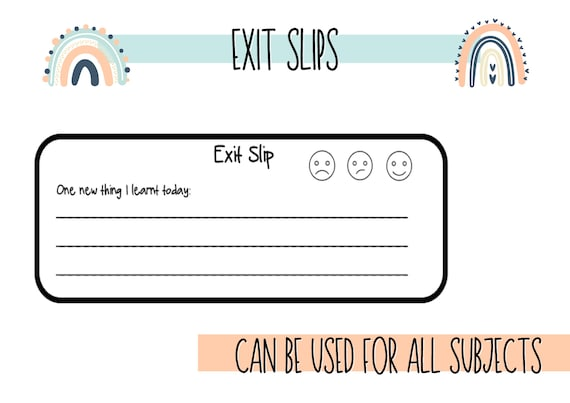 EXIT SLIPS
Exit Slip
One new thing I learnt today:
CAN BE USED FOR ALL SUBJECTS